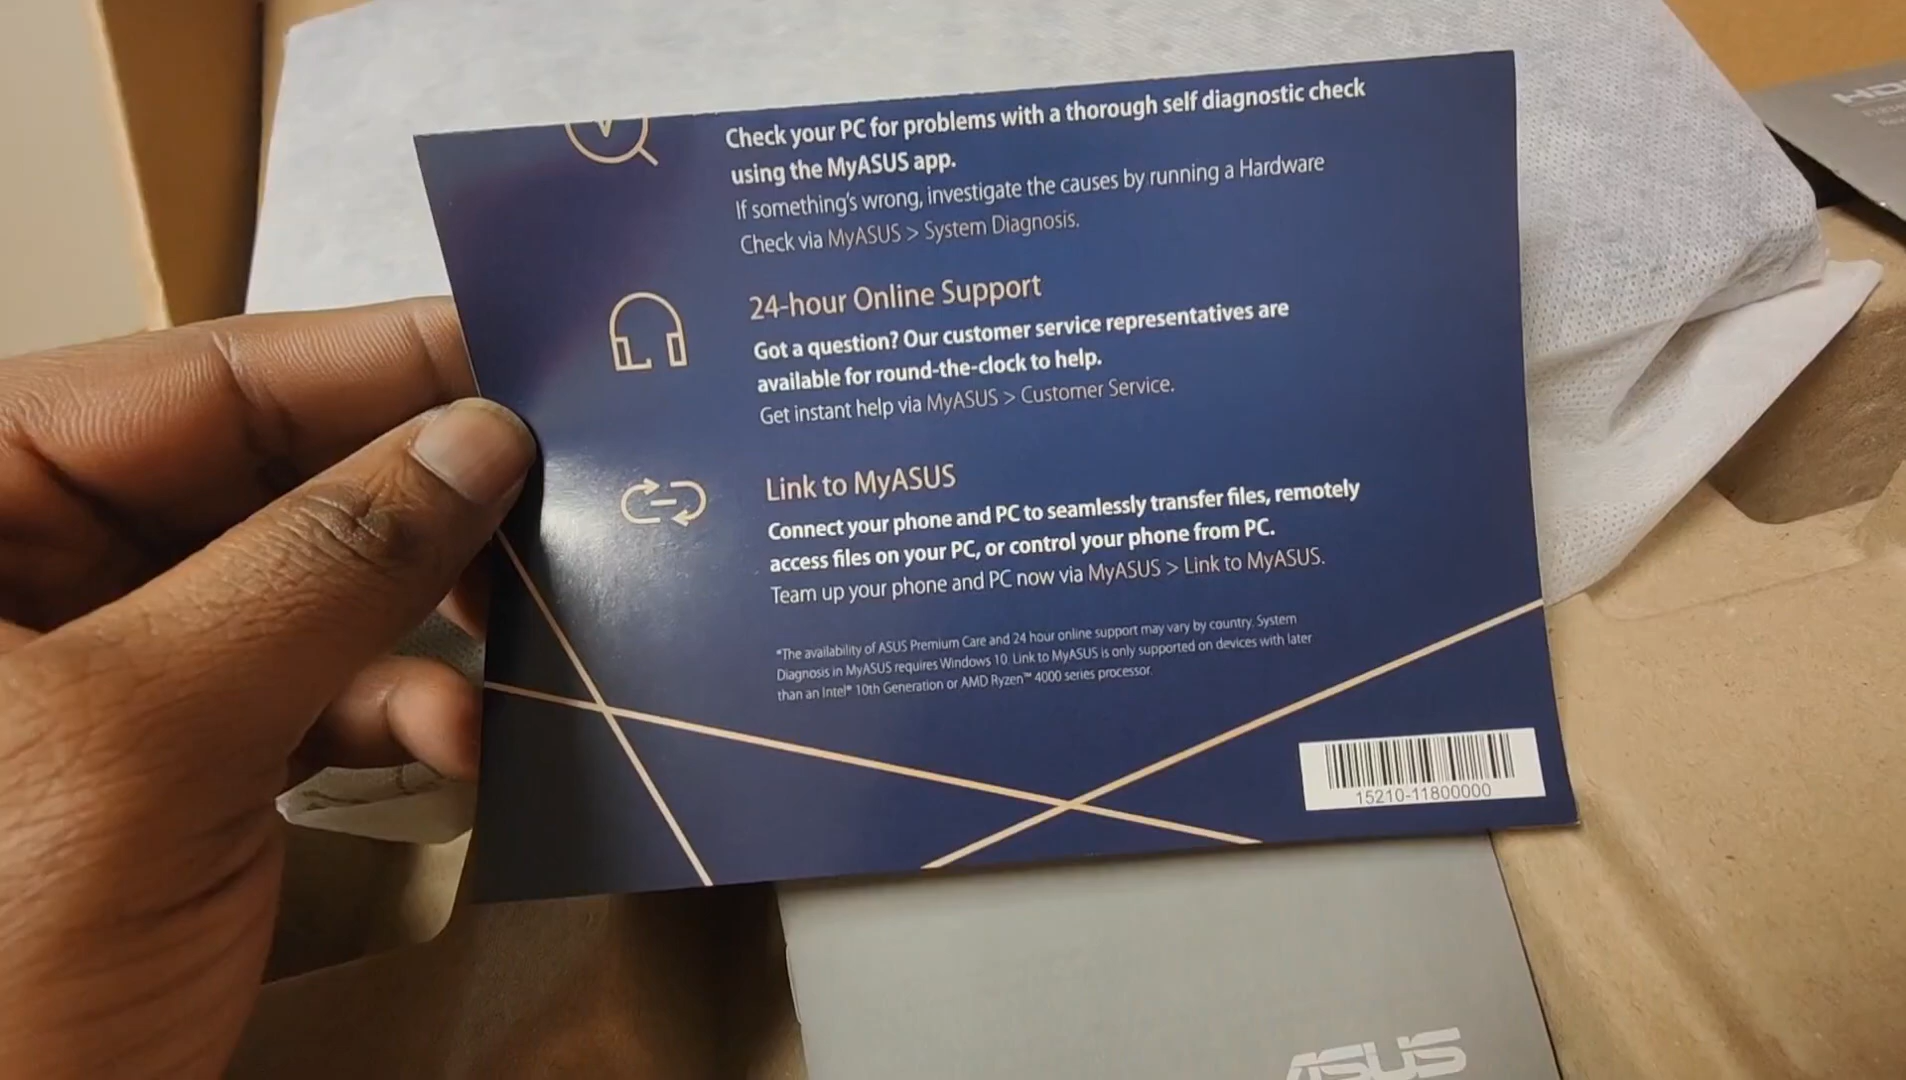 Check your PC for problems with a thorough self diagnostic check
using the MyASUS app.
If something's wrong, investigate the causes by running a Hardware
Check via MyASUS > System Diagnosis.
24-hour Online Support
Got a question? Our customer service representatives are
available for round-the-clock to help.
Get instant help via MyASUS > Customer Service.
Link to MyASUS
Connect your phone and PC to seamlessly transfer files, remotely
access files on your PC, or control your phone from PC.
Team up your phone and PC now via MyASUS > Link to MyASUS.
*The availability of ASUS Premium Care and 24 hour online support may vary by country. System
Diagnosis in MyASUS requires Windows 10. Link to MyASUS is only supported on devices with later
than an Intel® 10th Generation or AMD Ryzen™ 4000 series processor.
15210-11800000
ASUS